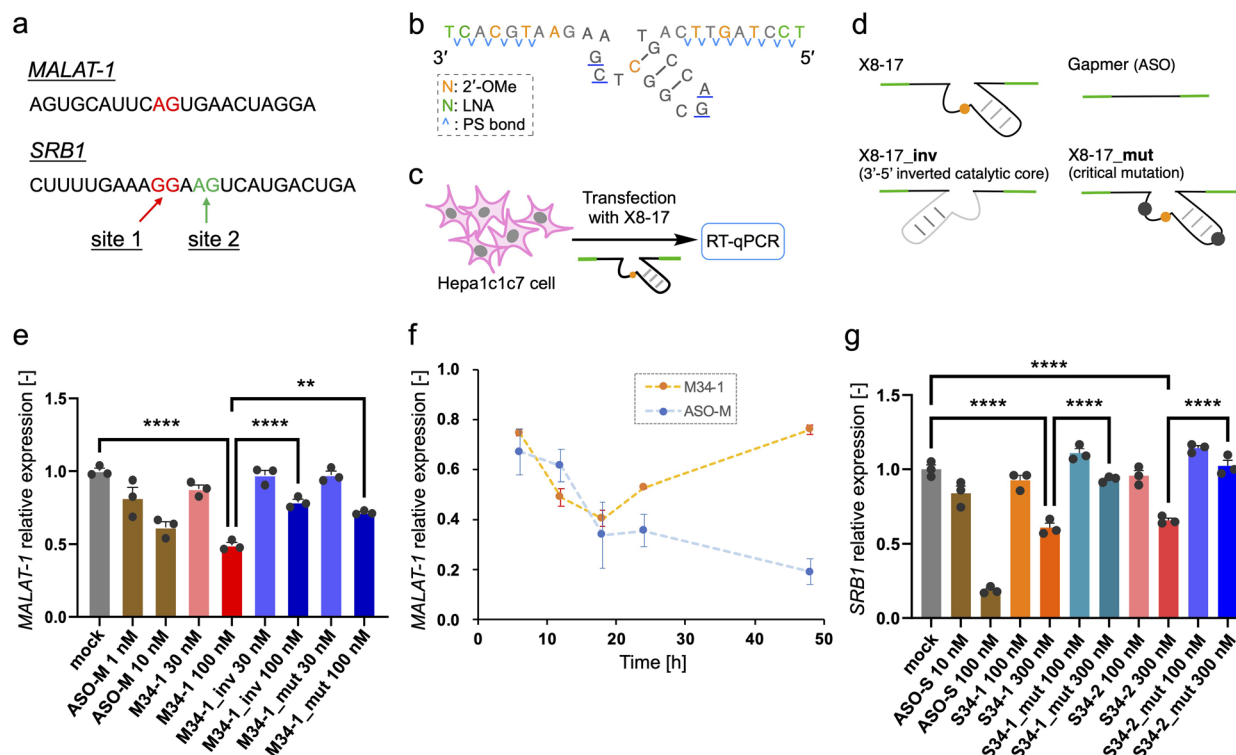 a
MALAT-1
AGUGCAUUCAGUGAACUAGGA
SRB1
CUUUUGAAAGGAAGUCAUGACUGA
site 1
site 2
b
TCACGTAAGAA
TACTTGATCCT
3′
5′
G
C
T
C
G
G
C
G
C
C
A
G
N: 2'-OMe
N: LNA
^: PS bond
c
Transfection
with X8-17
RT-qPCR
Hepa1c1c7 cell
d
X8-17
Gapmer (ASO)
X8-17_inv
(3'-5' inverted catalytic core)
X8-17_mut
(critical mutation)
e
MALAT-1 relative expression [-]
1.5
1.0
0.5
0.0
**
****
****
mock
ASO-M 1 nM
ASO-M 10 nM
M34-1 30 nM
M34-1 100 nM
M34-1_inv 30 nM
M34-1_inv 100 nM
M34-1_mut 30 nM
M34-1_mut 100 nM
f
MALAT-1 relative expression [-]
1.0
0.8
0.6
0.4
0.2
0.0
M34-1
ASO-M
0
10
20
30
40
50
Time [h]
g
SRB1 relative expression [-]
1.5
1.0
0.5
0.0
****
****
****
****
mock
ASO-S 10 nM
ASO-S 100 nM
S34-1 100 nM
S34-1 300 nM
S34-1_mut 100 nM
S34-1_mut 300 nM
S34-2 100 nM
S34-2 300 nM
S34-2_mut 100 nM
S34-2_mut 300 nM